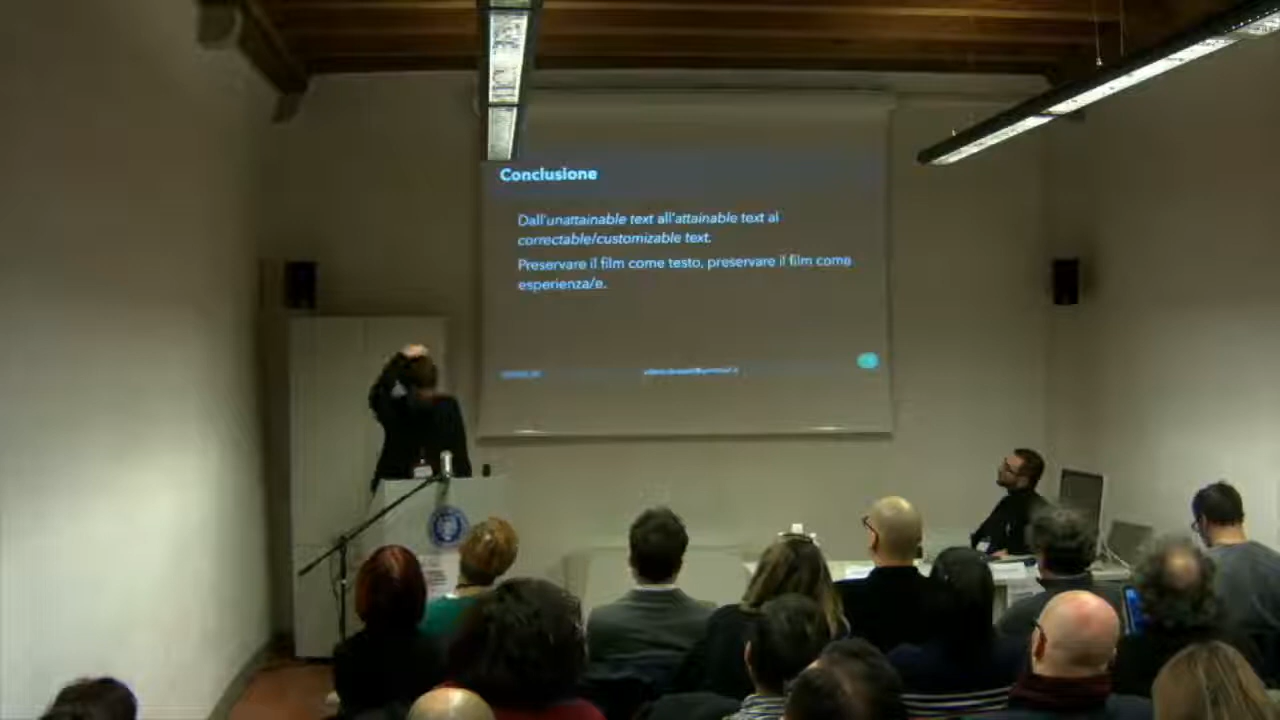 Conclusione
Dall'unattainable text all'attainable text al
correctable/customizable text.
Preservare il film come testo, preservare il film come
esperienza/e.